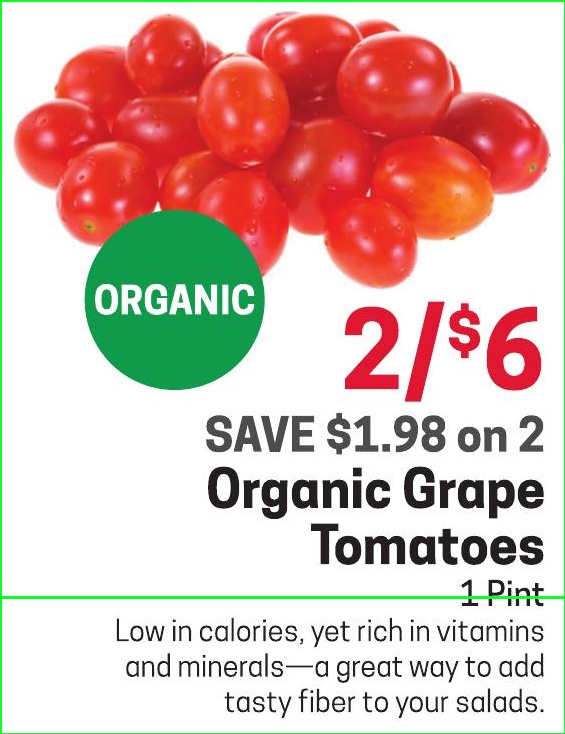 ORGANIC
2/$6
SAVE $1.98 on 2
Organic Grape
Tomatoes
1 Pint
Low in calories, yet rich in vitamins
and minerals—a great way to add
tasty fiber to your salads.